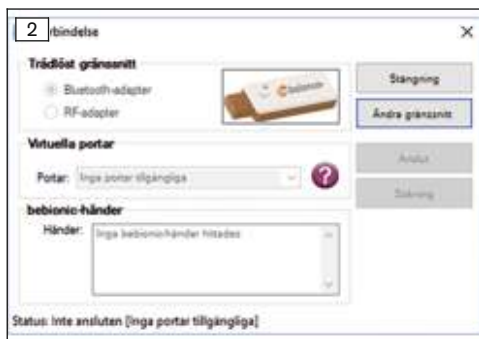 2
rbindelse
Trådlöst gränssnitt
Bluetooth-adapter
RF-adapter
bebionic
Stängning
Ändra gränssnitt
Virtuella portar
Portar: Inga portar tillgängliga
Anslut
Sökning
bebionic-händer
Händer: Inga bebionic-händer hittades
Status: Inte ansluten [Inga portar tillgängliga]